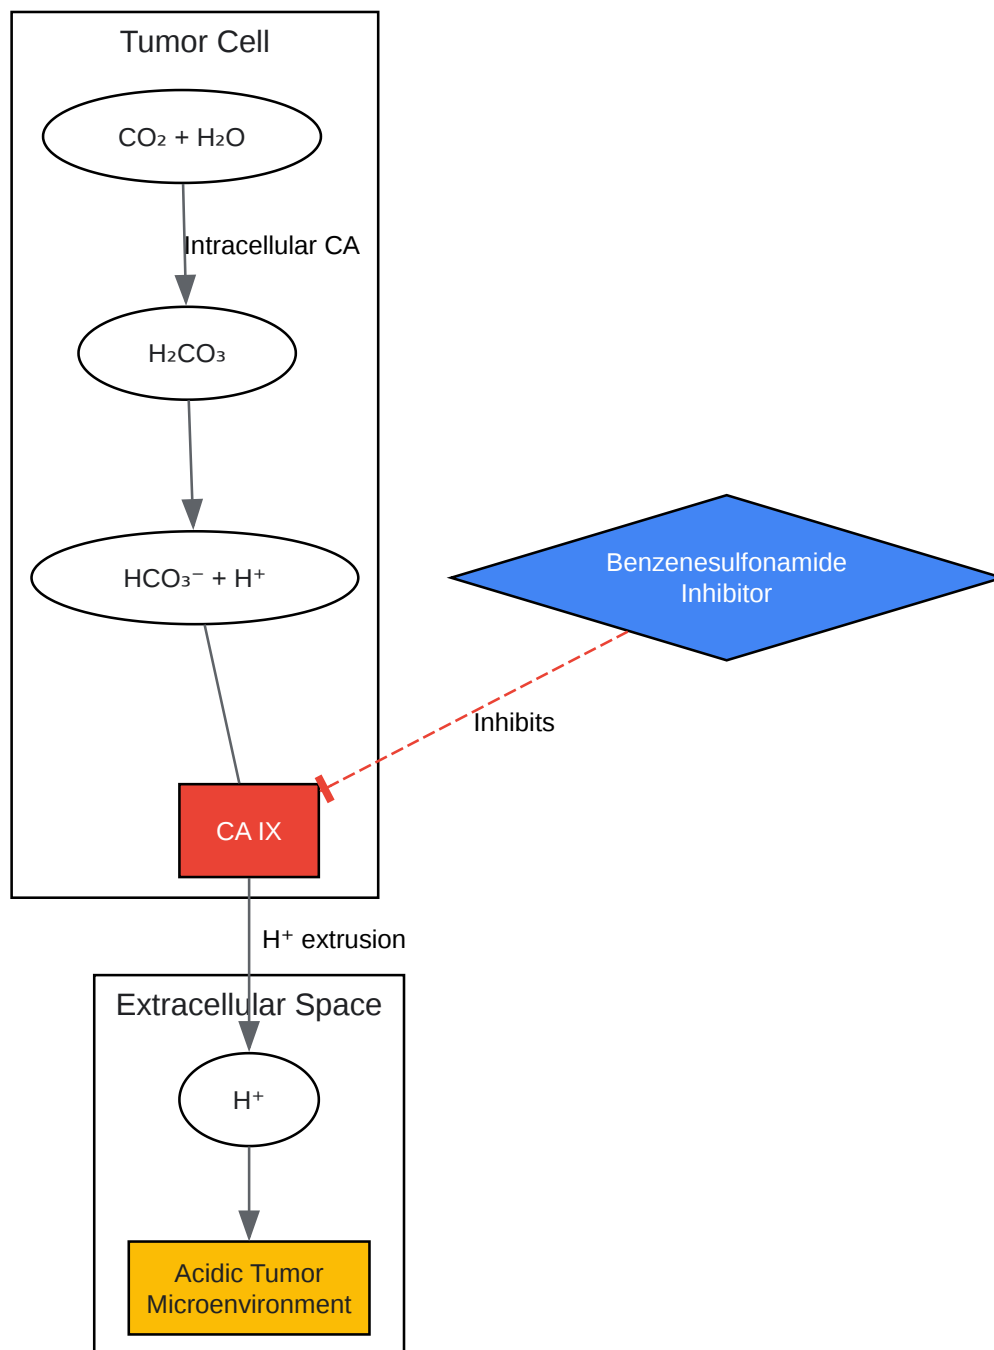 Tumor Cell
CO₂ + H₂O
Intracellular CA
H₂CO₃
HCO₃⁻ + H⁺
Benzenesulfonamide
Inhibitor
Inhibits
CA IX
H⁺ extrusion
Extracellular Space
H⁺
Acidic Tumor
Microenvironment